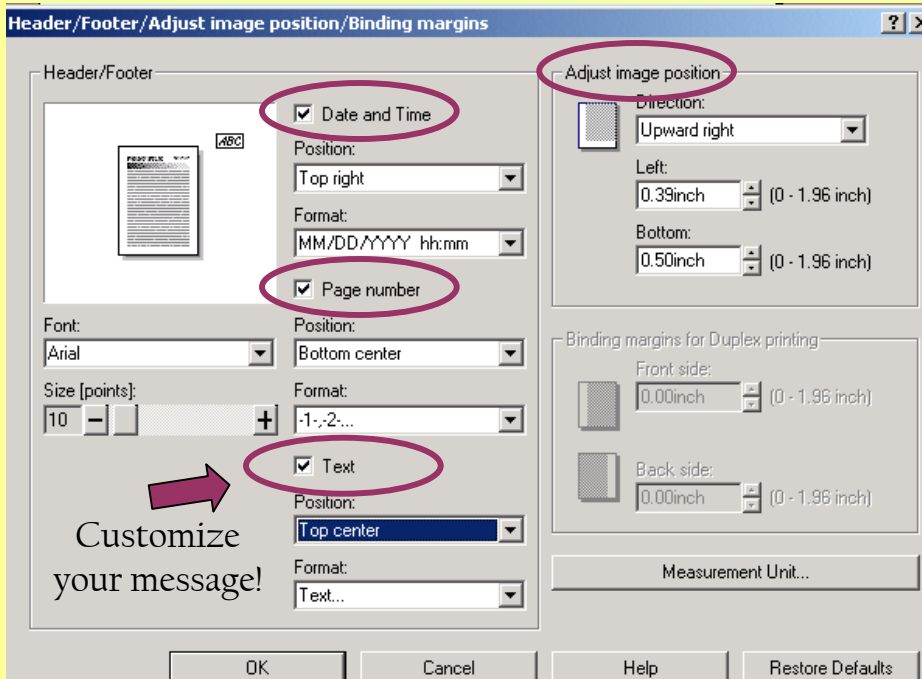 Header/Footer/Adjust image position/Binding margins
Header/Footer
ABC
Date and Time
Position:
Top right
Format:
MM/DD/YYYY hh:mm
Page number
Font:
Arial
Position:
Bottom center
Size [points]:
10
Format:
-1-,-2-...
Text
Position:
Top center
Format:
Text...
Customize
your message!
Adjust image position
Direction:
Upward right
Left:
0.39inch (0 - 1.96 inch)
Bottom:
0.50inch (0 - 1.96 inch)
Binding margins for Duplex printing
Front side:
0.00inch (0 - 1.96 inch)
Back side:
0.00inch (0 - 1.96 inch)
Measurement Unit...
OK
Cancel
Help
Restore Defaults